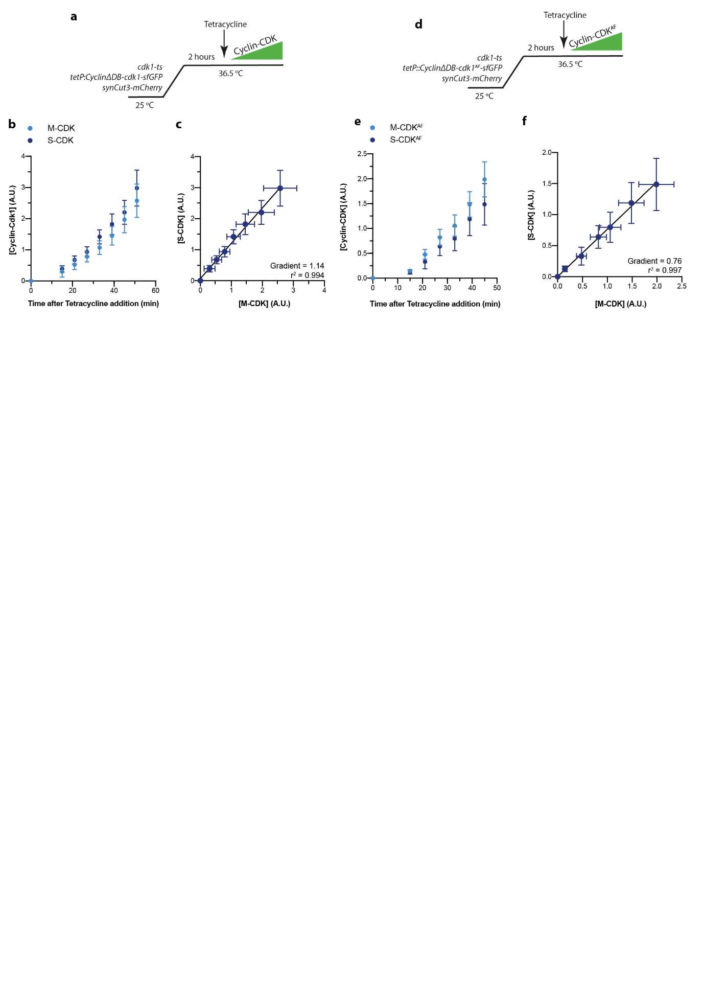 a
Tetracycline
2 hours
Cyclin-CDK
cdk1-ts
tetP:CyclinΔDB-cdk1-sfGFP
synCut3-mCherry
36.5 ºC
25 ºC
d
Tetracycline
2 hours
Cyclin-CDKᴬᶠ
cdk1-ts
tetP::CyclinΔDB-cdk1ᴬᶠ-sfGFP
synCut3-mCherry
36.5 ºC
25 ºC
b
M-CDK
S-CDK
[Cyclin-Cdk1] (A.U.)
4
3
2
1
0
0 20 40 60
Time after Tetracycline addition (min)
c
[S-CDK] (A.U.)
4
3
2
1
0
Gradient = 1.14
r² = 0.994
0 1 2 3 4
[M-CDK] (A.U.)
e
M-CDKᴬᶠ
S-CDKᴬᶠ
[Cyclin-CDK] (A.U.)
2.5
2.0
1.5
1.0
0.5
0.0
0 10 20 30 40 50
Time after Tetracycline addition (min)
f
[S-CDK] (A.U.)
2.0
1.5
1.0
0.5
0.0
Gradient = 0.76
r² = 0.997
0.0 0.5 1.0 1.5 2.0 2.5
[M-CDK] (A.U.)